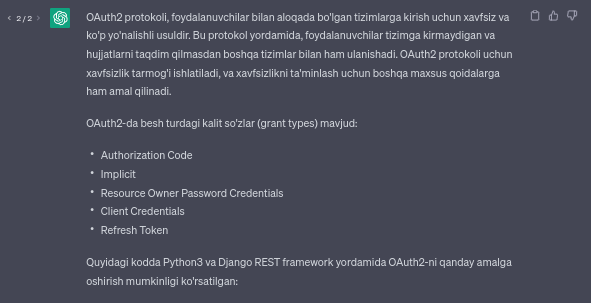 2/2
OAuth2 protokoli, foydalanuvchilar bilan aloqada bo'lgan tizimlarga kirish uchun xavfsiz va
ko'p yo'nalishli usuldir. Bu protokol yordamida, foydalanuvchilar tizimga kirmaydigan va
hujjatlarni taqdim qilmasdan boshqa tizimlar bilan ham ulanishadi. OAuth2 protokoli uchun
xavfsizlik tarmog'i ishlatiladi, va xavfsizlikni ta'minlash uchun boshqa maxsus qoidalarga
ham amal qilinadi.
OAuth2-da besh turdagi kalit so'zlar (grant types) mavjud:
• Authorization Code
• Implicit
• Resource Owner Password Credentials
• Client Credentials
• Refresh Token
Quyidagi kodda Python3 va Django REST framework yordamida OAuth2-ni qanday amalga
oshirish mumkinligi ko'rsatilgan: